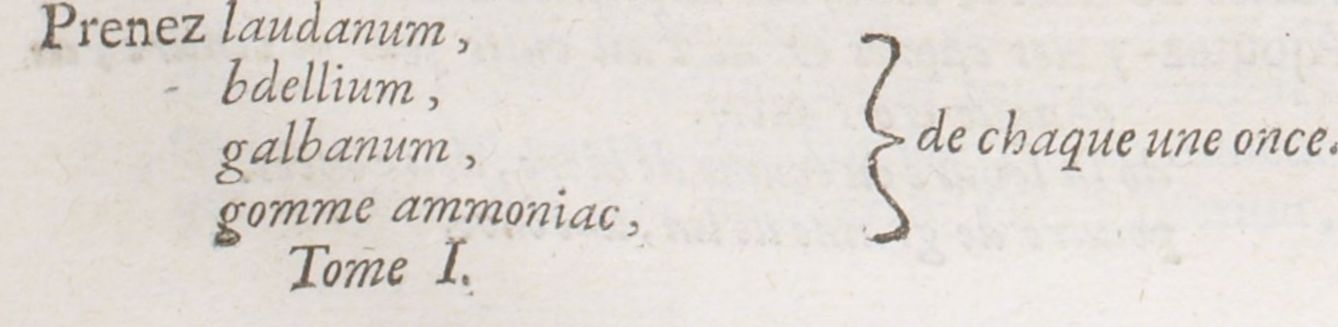 Prenez laudanum,
bdellium,
galbanum,
gomme ammoniac,
de chaque une once.
Tome I.